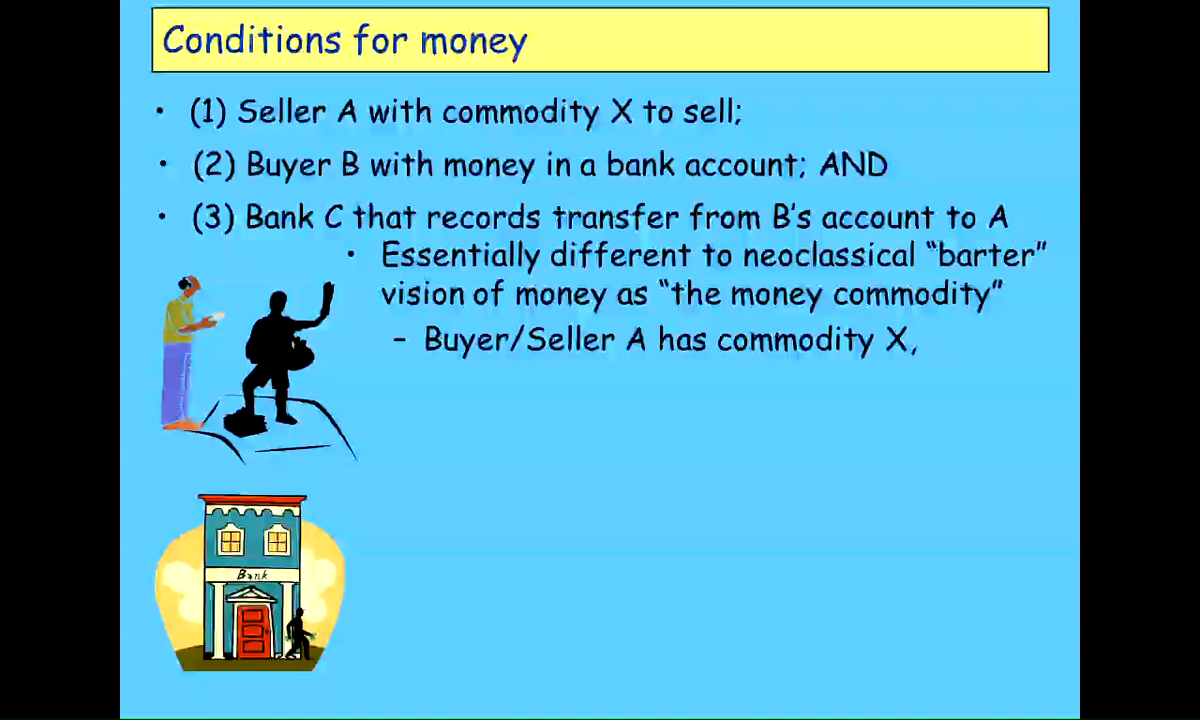 Conditions for money
• (1) Seller A with commodity X to sell;
• (2) Buyer B with money in a bank account; AND
• (3) Bank C that records transfer from B's account to A
• Essentially different to neoclassical “barter”
vision of money as “the money commodity”
– Buyer/Seller A has commodity X,
Bank